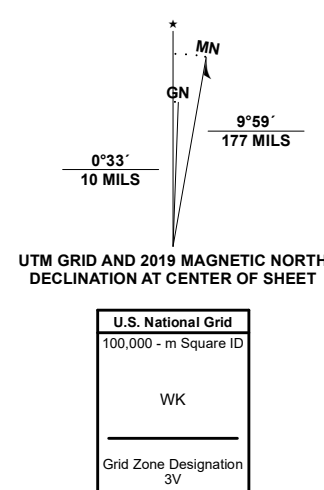 ★
MN
GN
9°59´
177 MILS
0°33´
10 MILS
UTM GRID AND 2019 MAGNETIC NORTH
DECLINATION AT CENTER OF SHEET
U.S. National Grid
100,000 - m Square ID
WK
Grid Zone Designation
3V